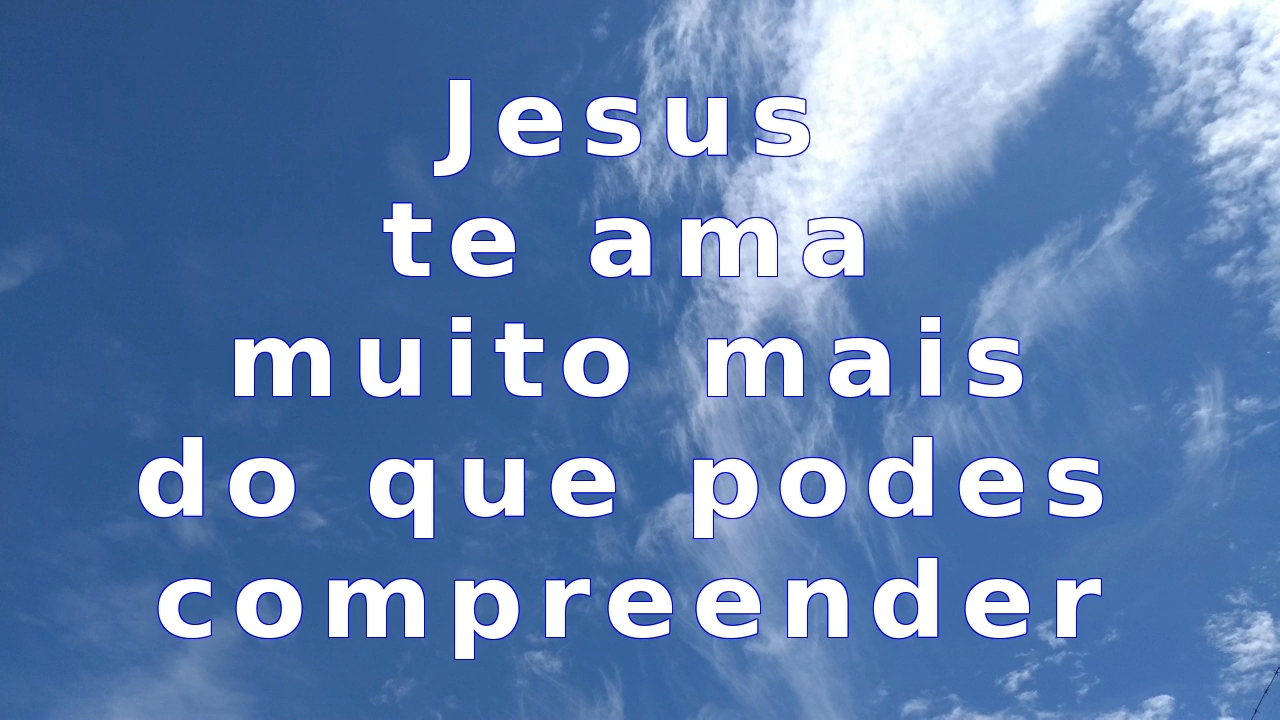 Jesus
te ama
muito mais
do que podes
compreender